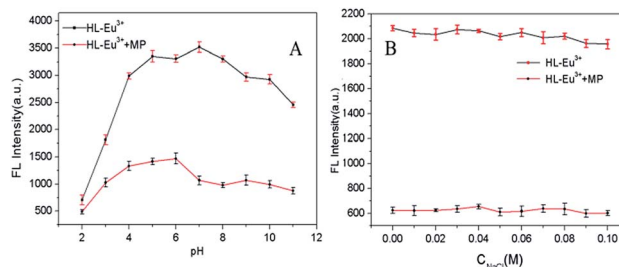 A
HL-Eu³⁺
HL-Eu³⁺+MP
FL Intensity(a.u.)
3500
3000
2500
2000
1500
1000
500
2 4 6 8 10 12
pH
B
HL-Eu³⁺
HL-Eu³⁺+MP
FL Intensity(a.u.)
2200
2000
1800
1600
1400
1200
1000
800
600
0.00 0.02 0.04 0.06 0.08 0.10
C_NaCl(M)